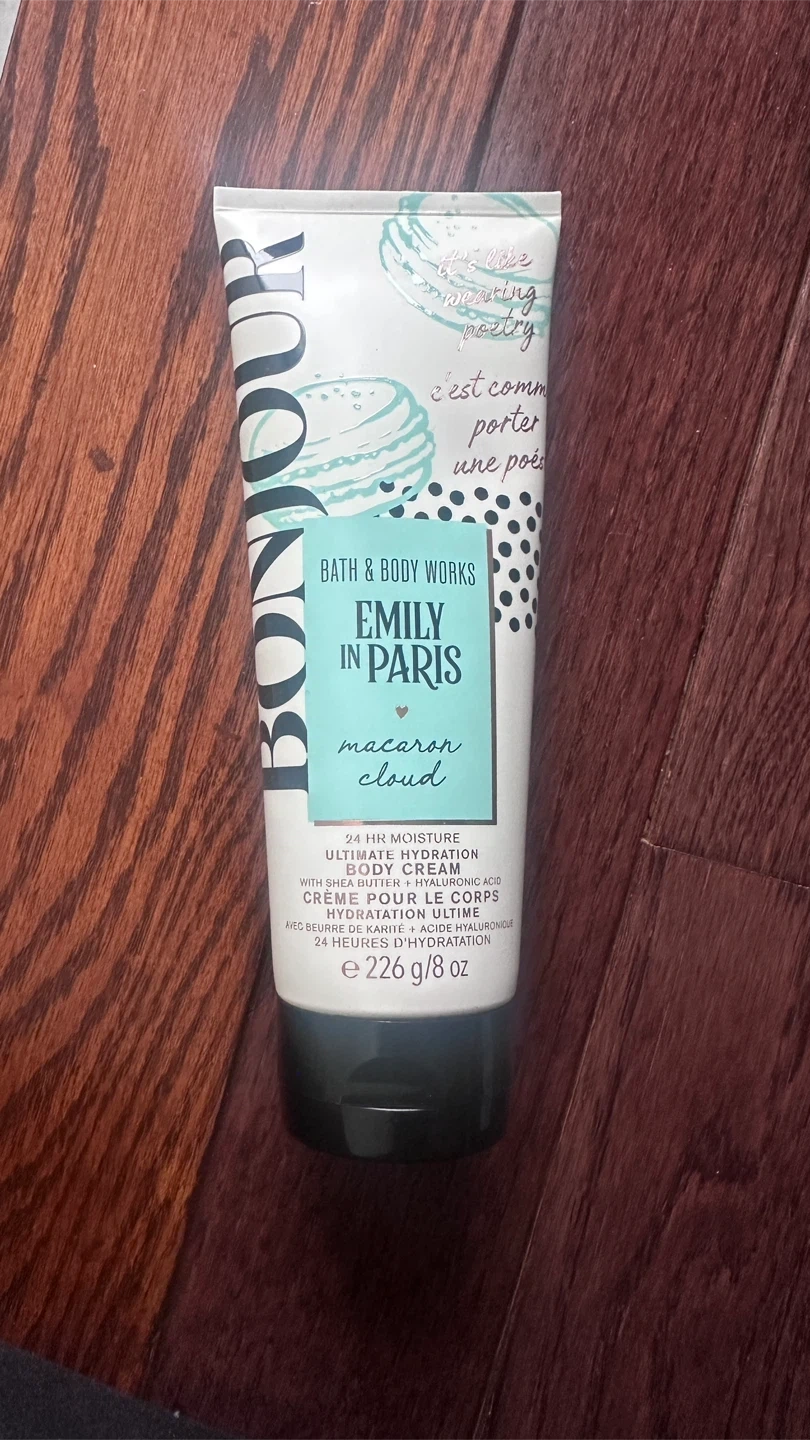 BONJOUR
it's like
wearing
poetry
c'est comm
porter
une poés
BATH & BODY WORKS
EMILY
IN PARIS
macaron
cloud
24 HR MOISTURE
ULTIMATE HYDRATION
BODY CREAM
WITH SHEA BUTTER + HYALURONIC ACID
CRÈME POUR LE CORPS
HYDRATATION ULTIME
AVEC BEURRE DE KARITÉ + ACIDE HYALURONIQUE
24 HEURES D'HYDRATATION
e 226 g/8 oz